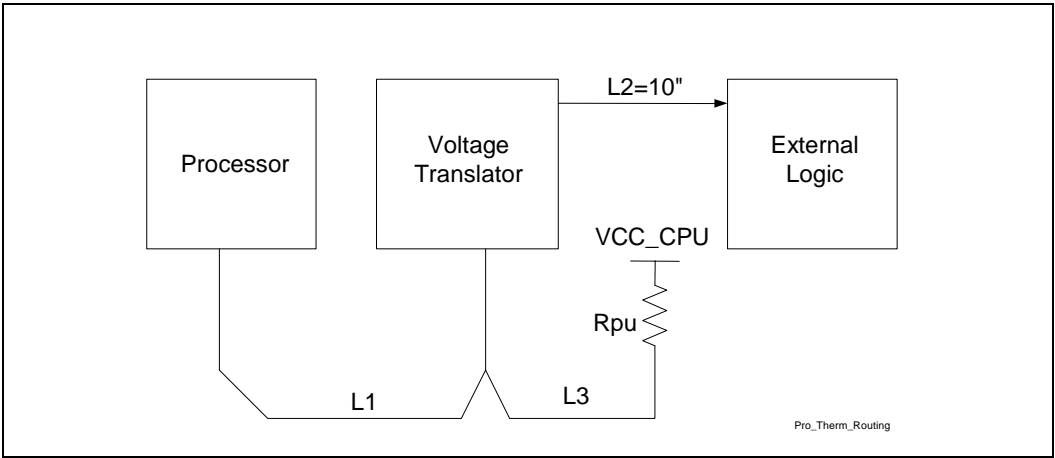 L2=10"
Processor
Voltage
Translator
External
Logic
VCC_CPU
Rpu
L1
L3
Pro_Therm_Routing